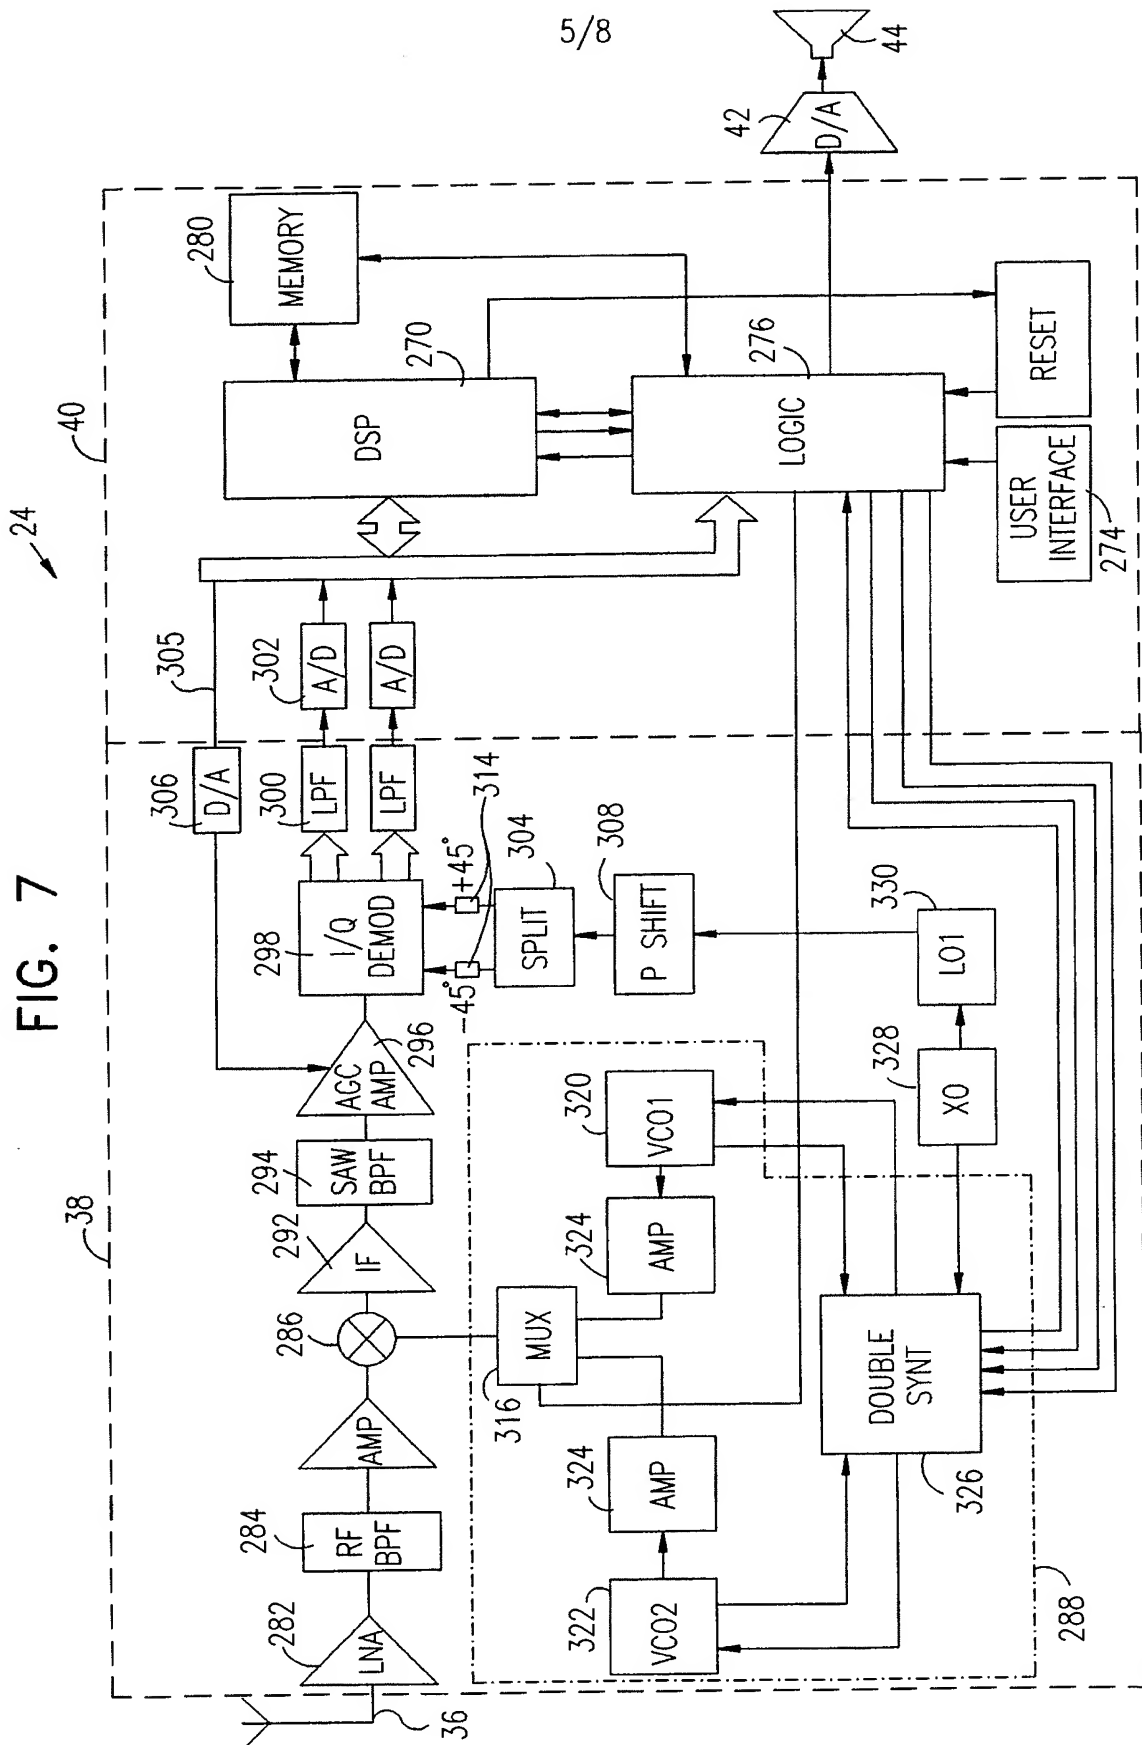 5/8
FIG. 7
24
38
40
36
282
LNA
284
RF
BPF
AMP
286
292
IF
294
SAW
BPF
AGC
AMP
296
298
I/Q
DEMOD
306
D/A
305
300
LPF
LPF
302
A/D
A/D
-45°
+45°
314
304
SPLIT
308
P SHIFT
280
MEMORY
270
DSP
276
LOGIC
42
D/A
44
RESET
USER
INTERFACE
274
316
MUX
320
VCO1
324
AMP
324
AMP
322
VCO2
DOUBLE
SYNT
326
328
XO
330
LO1
288